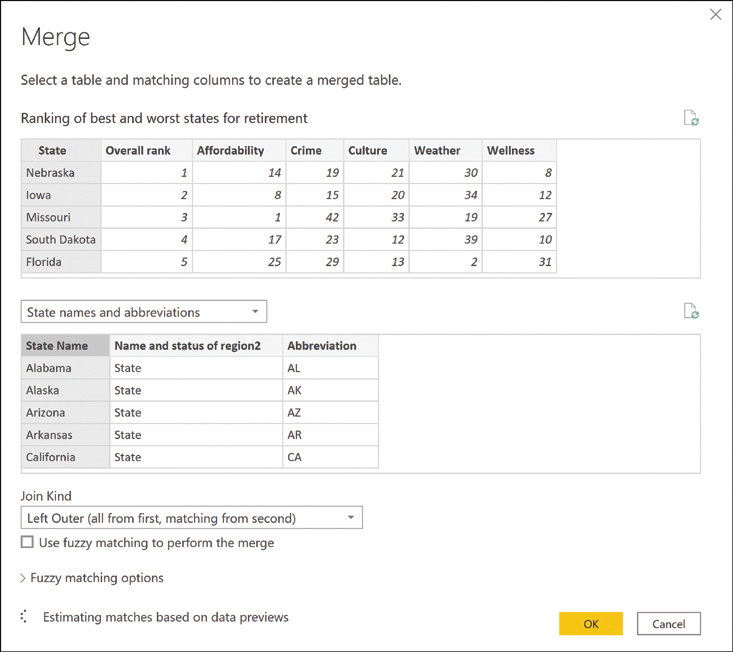 Merge
Select a table and matching columns to create a merged table.
Ranking of best and worst states for retirement
State Overall rank Affordability Crime Culture Weather Wellness
Nebraska 1 14 19 21 30 8
Iowa 2 8 15 20 34 12
Missouri 3 1 42 33 19 27
South Dakota 4 17 23 12 39 10
Florida 5 25 29 13 2 31
State names and abbreviations
State Name Name and status of region2 Abbreviation
Alabama State AL
Alaska State AK
Arizona State AZ
Arkansas State AR
California State CA
Join Kind
Left Outer (all from first, matching from second)
Use fuzzy matching to perform the merge
Fuzzy matching options
Estimating matches based on data previews
OK Cancel